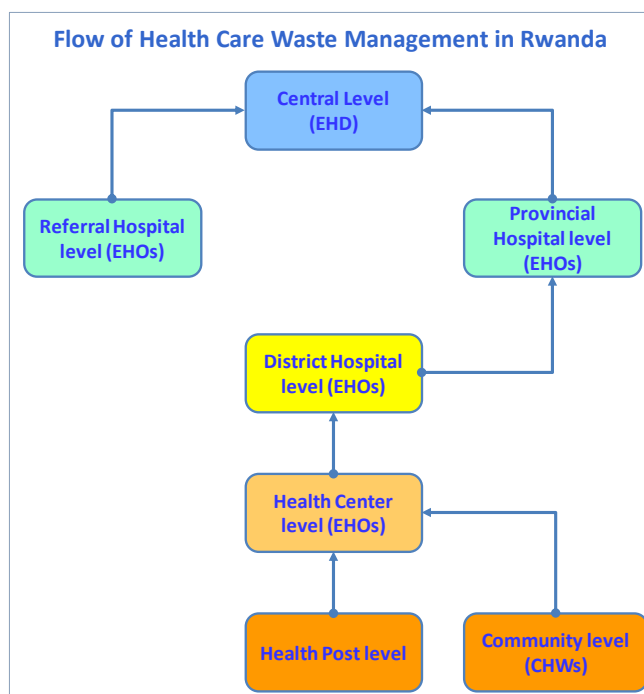 Flow of Health Care Waste Management in Rwanda
Central Level
(EHD)
Referral Hospital
level (EHOs)
Provincial
Hospital level
(EHOs)
District Hospital
level (EHOs)
Health Center
level (EHOs)
Health Post level
Community level
(CHWs)